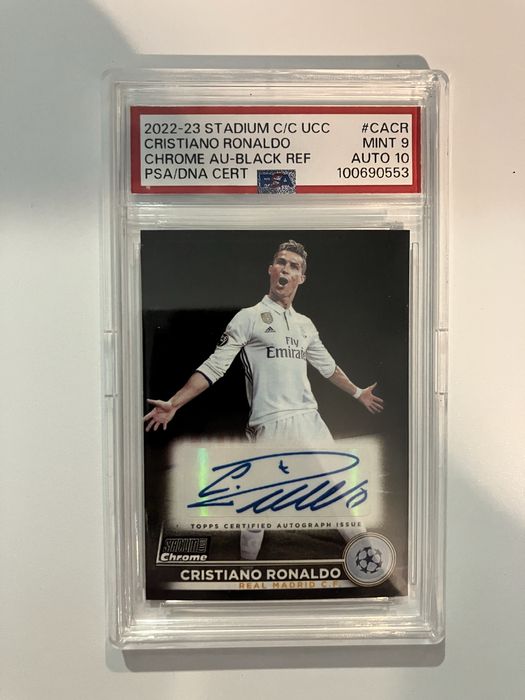 2022-23 STADIUM C/C UCC #CACR
CRISTIANO RONALDO MINT 9
CHROME AU-BLACK REF AUTO 10
PSA/DNA CERT PSA 100690553
Fly
Emirates
TOPPS CERTIFIED AUTOGRAPH ISSUE
STADIUM CLUB
Chrome
CRISTIANO RONALDO
REAL MADRID C.F.